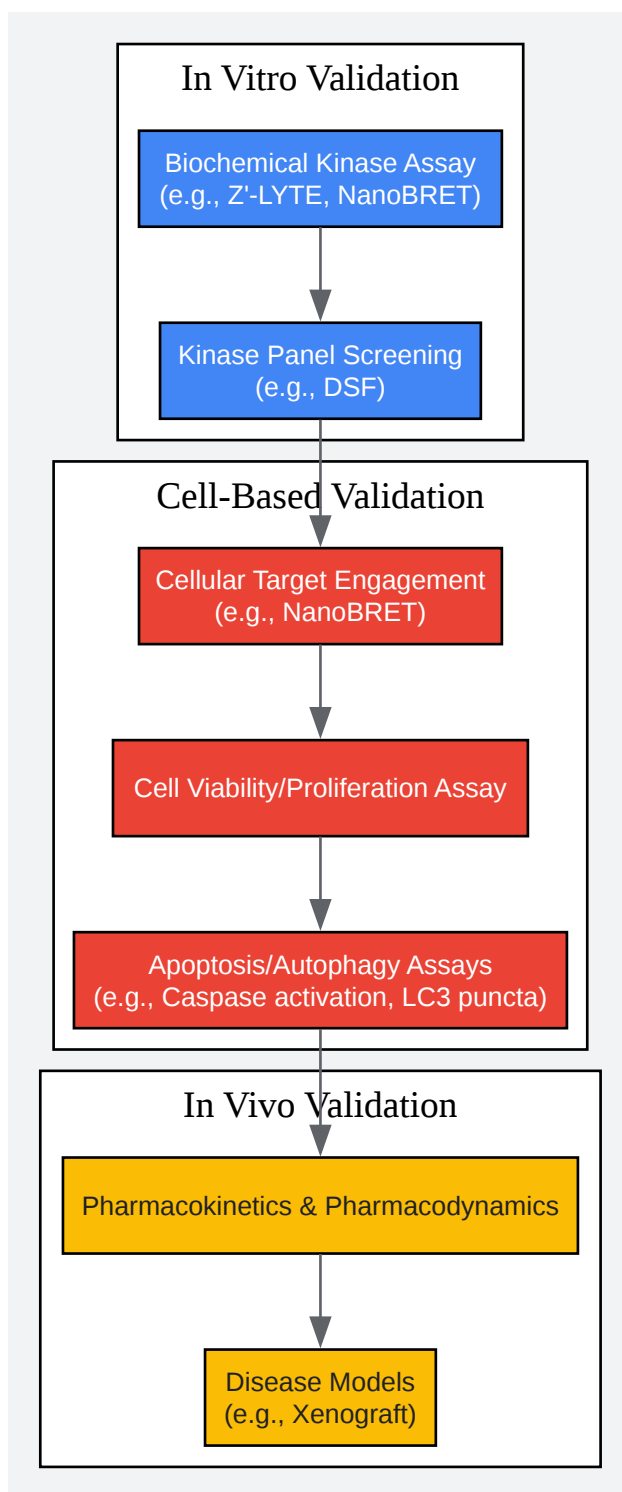 In Vitro Validation
Biochemical Kinase Assay
(e.g., Z'-LYTE, NanoBRET)
Kinase Panel Screening
(e.g., DSF)
Cell-Based Validation
Cellular Target Engagement
(e.g., NanoBRET)
Cell Viability/Proliferation Assay
Apoptosis/Autophagy Assays
(e.g., Caspase activation, LC3 puncta)
In Vivo Validation
Pharmacokinetics & Pharmacodynamics
Disease Models
(e.g., Xenograft)